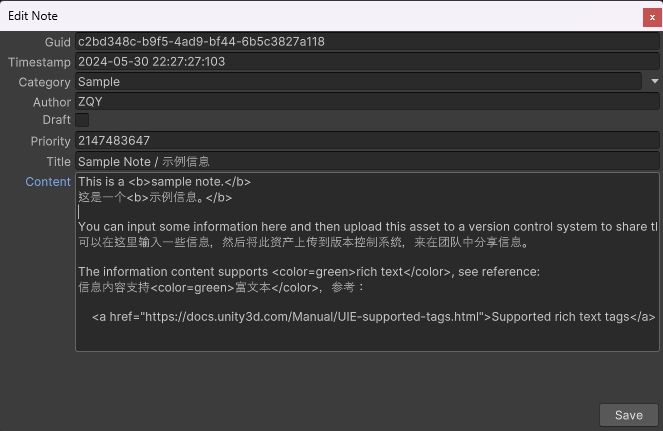 Edit Note
x
Guid c2bd348c-b9f5-4ad9-bf44-6b5c3827a118
Timestamp 2024-05-30 22:27:27:103
Category Sample
Author ZQY
Draft
Priority 2147483647
Title Sample Note / 示例信息
Content This is a <b>sample note.</b>
这是一个<b>示例信息。</b>
You can input some information here and then upload this asset to a version control system to share
可以在这里输入一些信息，然后将此资产上传到版本控制系统，来在团队中分享信息。
The information content supports <color=green>rich text</color>, see reference:
信息内容支持<color=green>富文本</color>，参考：
<a href="https://docs.unity3d.com/Manual/UIE-supported-tags.html">Supported rich text tags</a>
Save